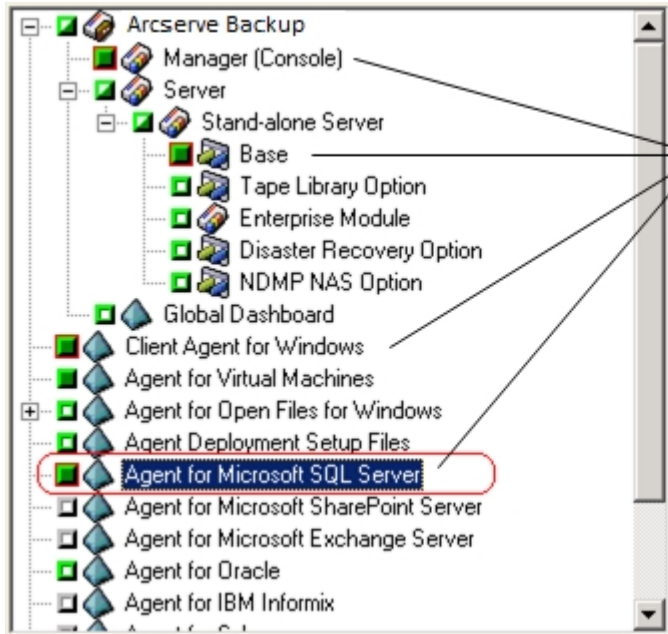 Arcserve Backup
Manager (Console)
Server
Stand-alone Server
Base
Tape Library Option
Enterprise Module
Disaster Recovery Option
NDMP NAS Option
Global Dashboard
Client Agent for Windows
Agent for Virtual Machines
Agent for Open Files for Windows
Agent Deployment Setup Files
Agent for Microsoft SQL Server
Agent for Microsoft SharePoint Server
Agent for Microsoft Exchange Server
Agent for Oracle
Agent for IBM Informix